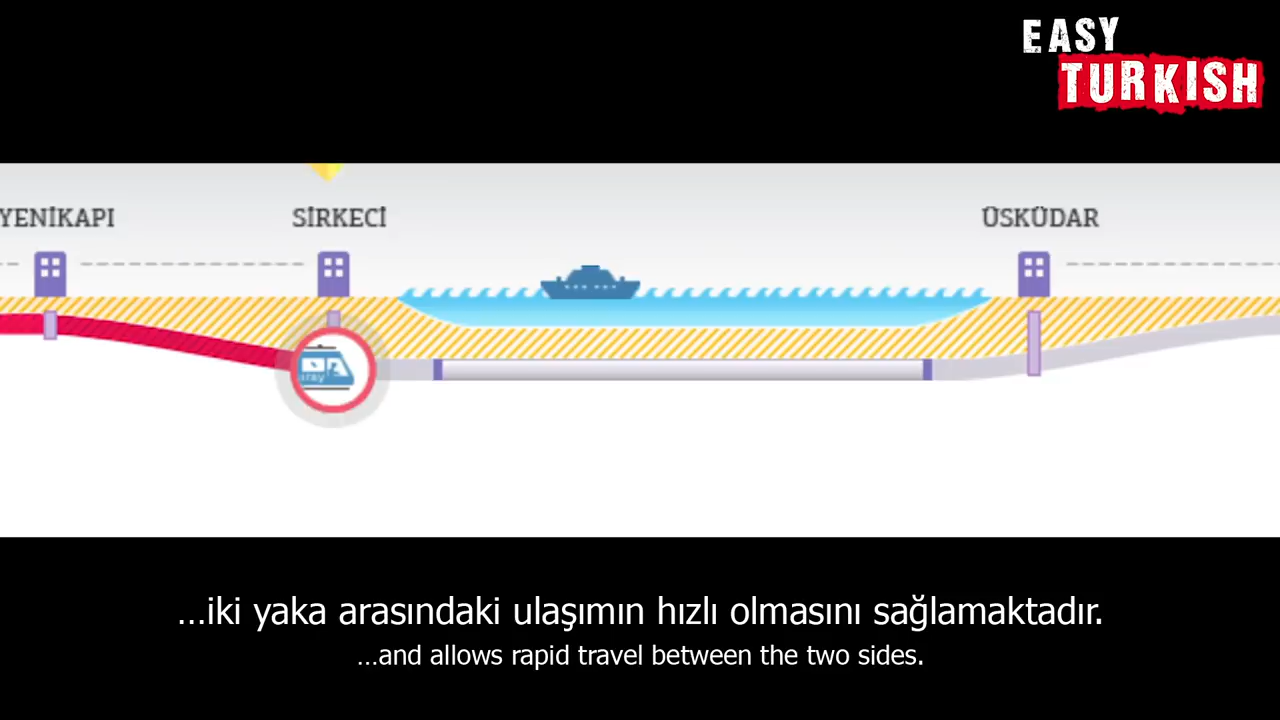 EASY
TURKISH
YENİKAPI
SİRKECİ
ÜSKÜDAR
...iki yaka arasındaki ulaşımın hızlı olmasını sağlamaktadır.
...and allows rapid travel between the two sides.